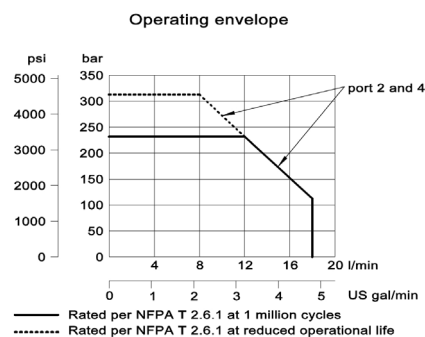 Operating envelope
psi bar
5000 350
4000 300
250
3000 200
2000 150
100
1000 50
0 0
port 2 and 4
4 8 12 16 20 l/min
0 1 2 3 4 5 US gal/min
Rated per NFPA T 2.6.1 at 1 million cycles
Rated per NFPA T 2.6.1 at reduced operational life